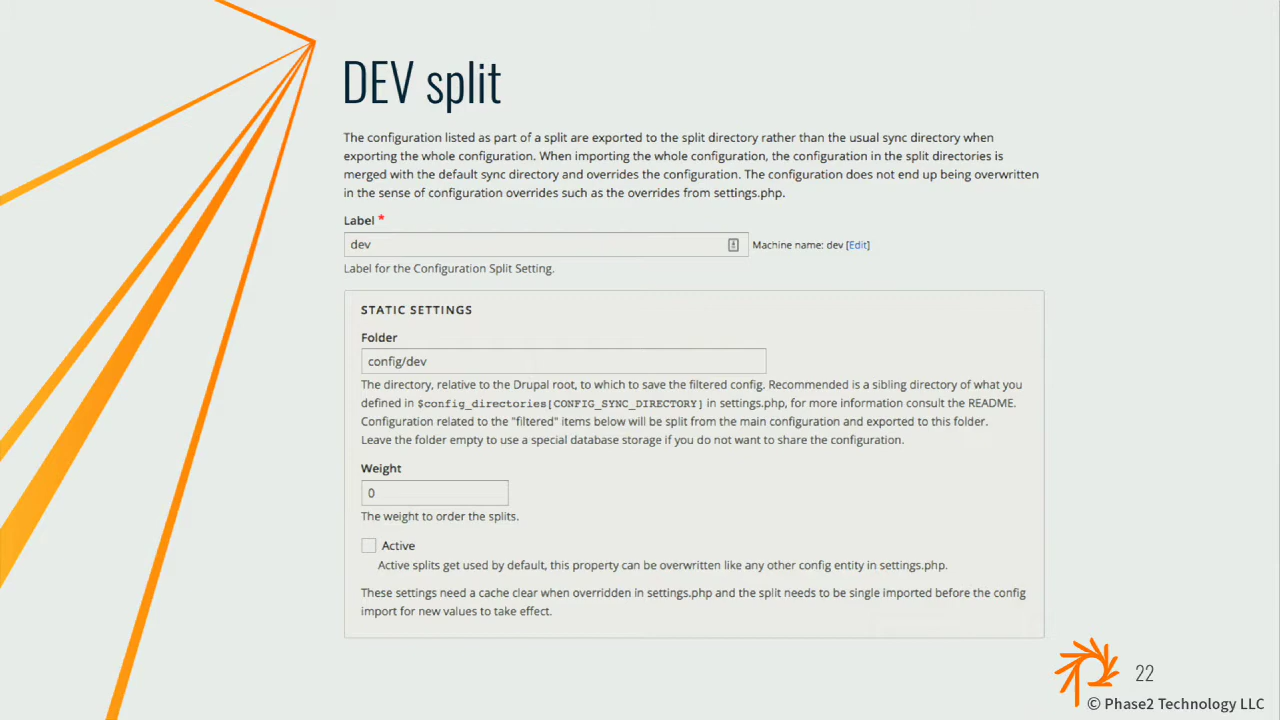 DEV split
The configuration listed as part of a split are exported to the split directory rather than the usual sync directory when
exporting the whole configuration. When importing the whole configuration, the configuration in the split directories is
merged with the default sync directory and overrides the configuration. The configuration does not end up being overwritten
in the sense of configuration overrides such as the overrides from settings.php.
Label *
dev
Machine name: dev [Edit]
Label for the Configuration Split Setting.
STATIC SETTINGS
Folder
config/dev
The directory, relative to the Drupal root, to which to save the filtered config. Recommended is a sibling directory of what you
defined in $config_directories[CONFIG_SYNC_DIRECTORY] in settings.php, for more information consult the README.
Configuration related to the "filtered" items below will be split from the main configuration and exported to this folder.
Leave the folder empty to use a special database storage if you do not want to share the configuration.
Weight
0
The weight to order the splits.
Active
Active splits get used by default, this property can be overwritten like any other config entity in settings.php.
These settings need a cache clear when overridden in settings.php and the split needs to be single imported before the config
import for new values to take effect.
22
© Phase2 Technology LLC